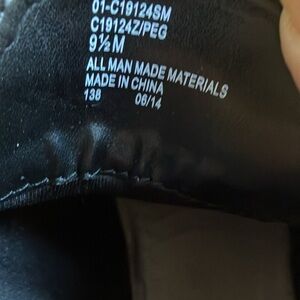 01-C19124SM
C19124Z/PEG
9½ M
ALL MAN MADE MATERIALS
MADE IN CHINA
138 06/14